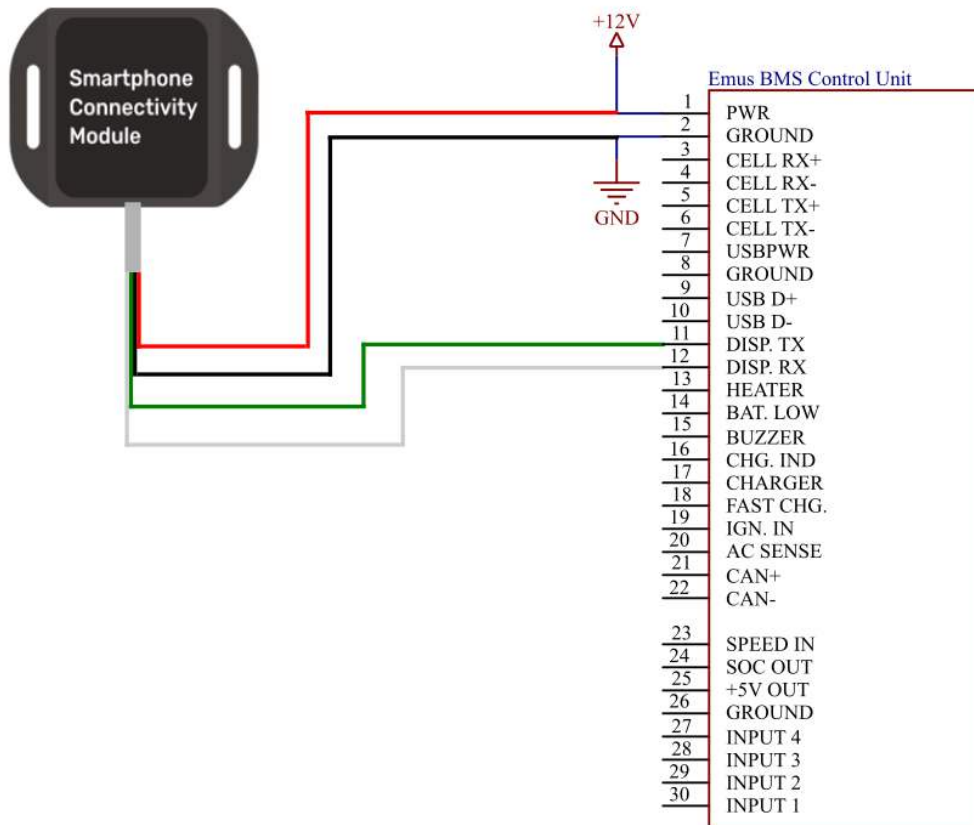 +12V
Smartphone
Connectivity
Module
GND
Emus BMS Control Unit
1 PWR
2 GROUND
3 CELL RX+
4 CELL RX-
5 CELL TX+
6 CELL TX-
7 USBPWR
8 GROUND
9 USB D+
10 USB D-
11 DISP. TX
12 DISP. RX
13 HEATER
14 BAT. LOW
15 BUZZER
16 CHG. IND
17 CHARGER
18 FAST CHG.
19 IGN. IN
20 AC SENSE
21 CAN+
22 CAN-
23 SPEED IN
24 SOC OUT
25 +5V OUT
26 GROUND
27 INPUT 4
28 INPUT 3
29 INPUT 2
30 INPUT 1